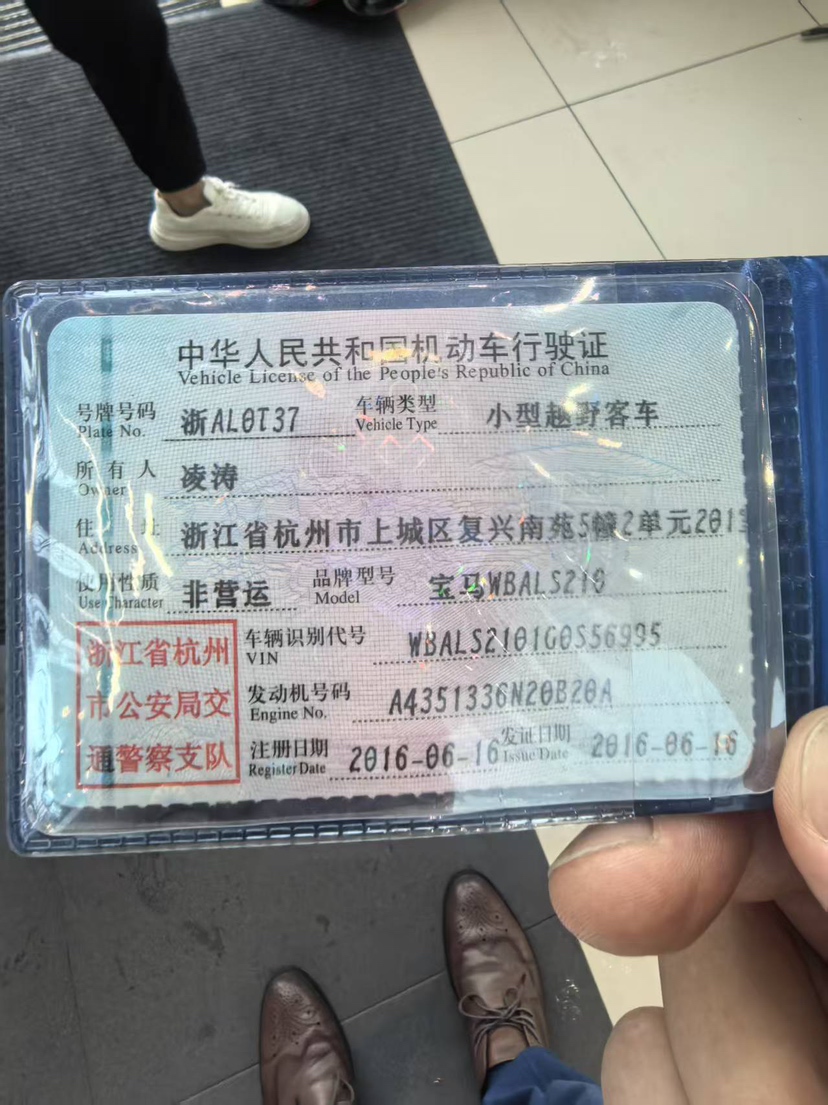 中华人民共和国机动车行驶证
Vehicle License of the People's Republic of China
号牌号码 浙AL0T37 车辆类型 小型越野客车
Plate No. Vehicle Type
所有人 凌涛
Owner
住址 浙江省杭州市上城区复兴南苑5幢2单元201
Address
使用性质 非营运 品牌型号 宝马WBALS210
Use Character Model
车辆识别代号 WBALS2101G0S56995
VIN
发动机号码 A4351336N20B20A
Engine No.
注册日期 2016-06-16 发证日期 2016-06-16
Register Date Issue Date
浙江省杭州
市公安局交
通警察支队